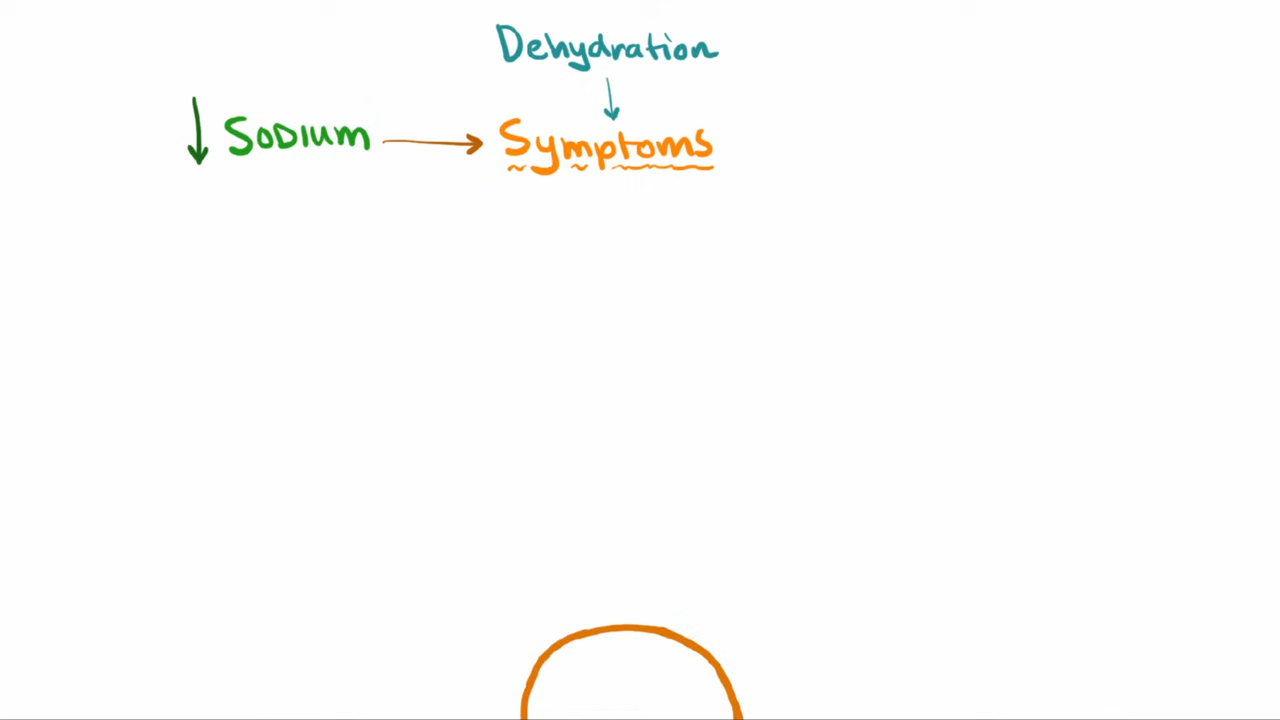 Dehydration
↓ Sodium → Symptoms